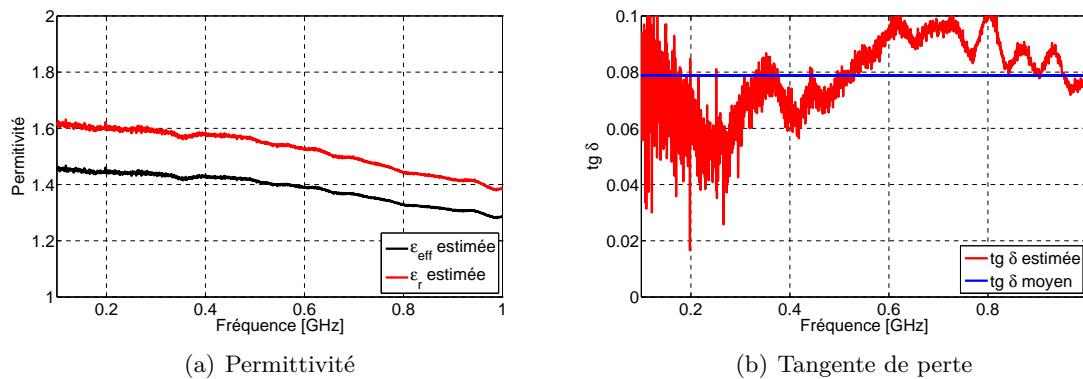 2
1.8
1.6
1.4
1.2
1
0.2
0.4
0.6
0.8
1
Permitivité
Fréquence [GHz]
ε_eff estimée
ε_r estimée
(a) Permittivité
0.1
0.08
0.06
0.04
0.02
0
0.2
0.4
0.6
0.8
tg δ
Fréquence [GHz]
tg δ estimée
tg δ moyen
(b) Tangente de perte